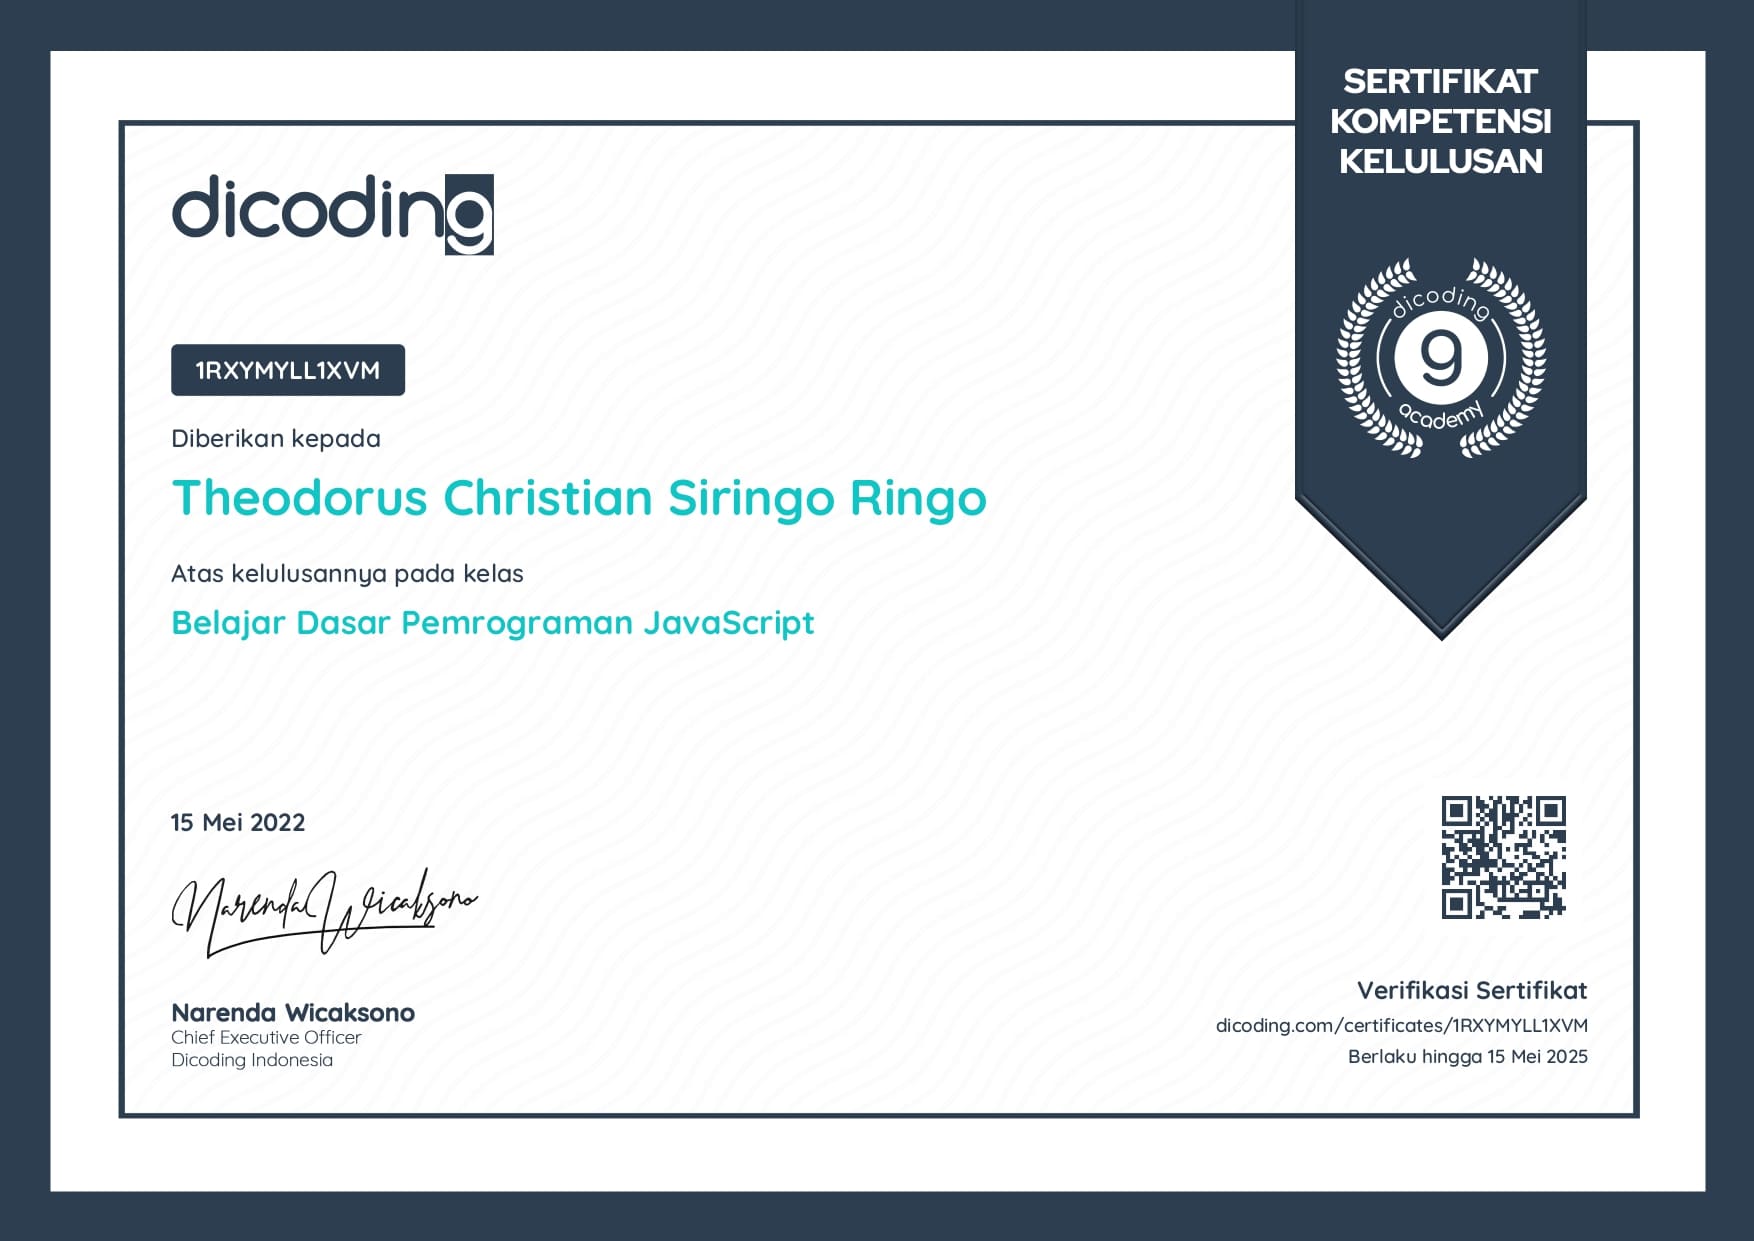 SERTIFIKAT
KOMPETENSI
KELULUSAN
dicoding
dicoding
g
academy
1RXYMYLL1XVM
Diberikan kepada
Theodorus Christian Siringo Ringo
Atas kelulusannya pada kelas
Belajar Dasar Pemrograman JavaScript
15 Mei 2022
Narenda Wicaksono
Narenda Wicaksono
Chief Executive Officer
Dicoding Indonesia
Verifikasi Sertifikat
dicoding.com/certificates/1RXYMYLL1XVM
Berlaku hingga 15 Mei 2025